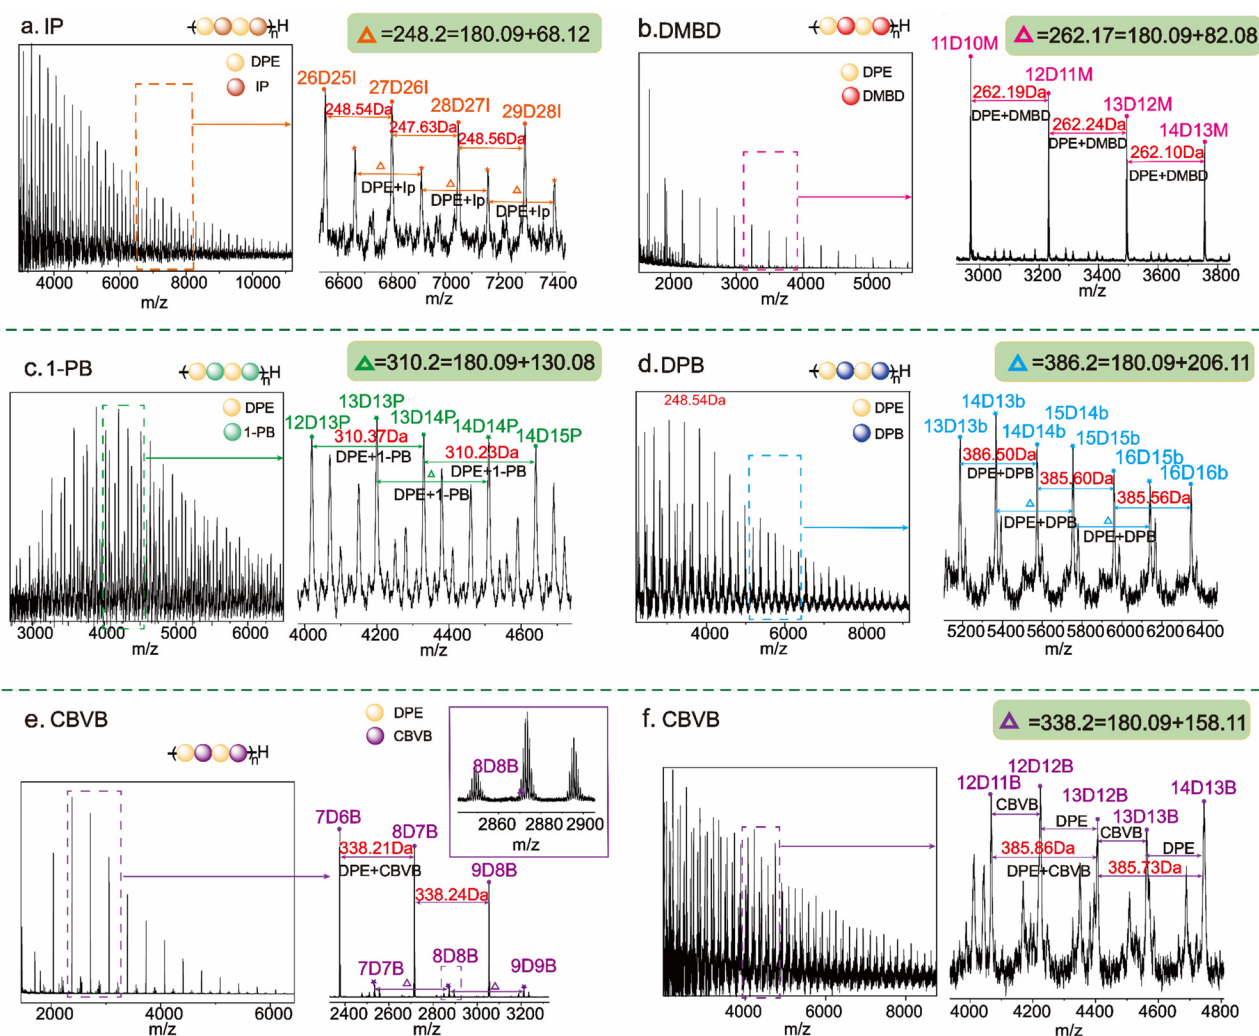 a. IP
n
H
DPE
IP
4000 6000 8000 10000
m/z
△=248.2=180.09+68.12
26D25I
27D26I
28D27I
29D28I
248.54Da
247.63Da
248.56Da
△ △ △
DPE+Ip
DPE+Ip
DPE+Ip
6600 6800 7000 7200 7400
m/z
b.DMBD
n
H
DPE
DMBD
2000 3000 4000 5000
m/z
△=262.17=180.09+82.08
11D10M
12D11M
13D12M
14D13M
262.19Da
DPE+DMBD
262.24Da
DPE+DMBD
262.10Da
DPE+DMBD
3000 3200 3400 3600 3800
m/z
c. 1-PB
n
H
DPE
1-PB
3000 4000 5000 6000
m/z
△=310.2=180.09+130.08
12D13P
13D13P
13D14P
14D14P
14D15P
310.37Da
DPE+1-PB
310.23Da
DPE+1-PB
△
DPE+1-PB
4000 4200 4400 4600
m/z
d. DPB
n
H
DPE
DPB
248.54Da
4000 6000 8000
m/z
△=386.2=180.09+206.11
13D13b
14D13b
14D14b
15D14b
15D15b
16D15b
16D16b
386.50Da
DPE+DPB
385.60Da
385.56Da
△
DPE+DPB
△
DPE+DPB
5200 5400 5600 5800 6000 6200 6400
m/z
e. CBVB
n
H
DPE
CBVB
2000 4000 6000
m/z
7D6B
8D7B
9D8B
338.21Da
DPE+CBVB
338.24Da
7D7B
8D8B
9D9B
△ △
2400 2600 2800 3000 3200
m/z
8D8B
2860 2880 2900
m/z
f. CBVB
△=338.2=180.09+158.11
4000 6000 8000
m/z
12D11B
12D12B
13D12B
13D13B
14D13B
CBVB
DPE
CBVB
DPE
385.86Da
DPE+CBVB
385.73Da
4000 4200 4400 4600 4800
m/z